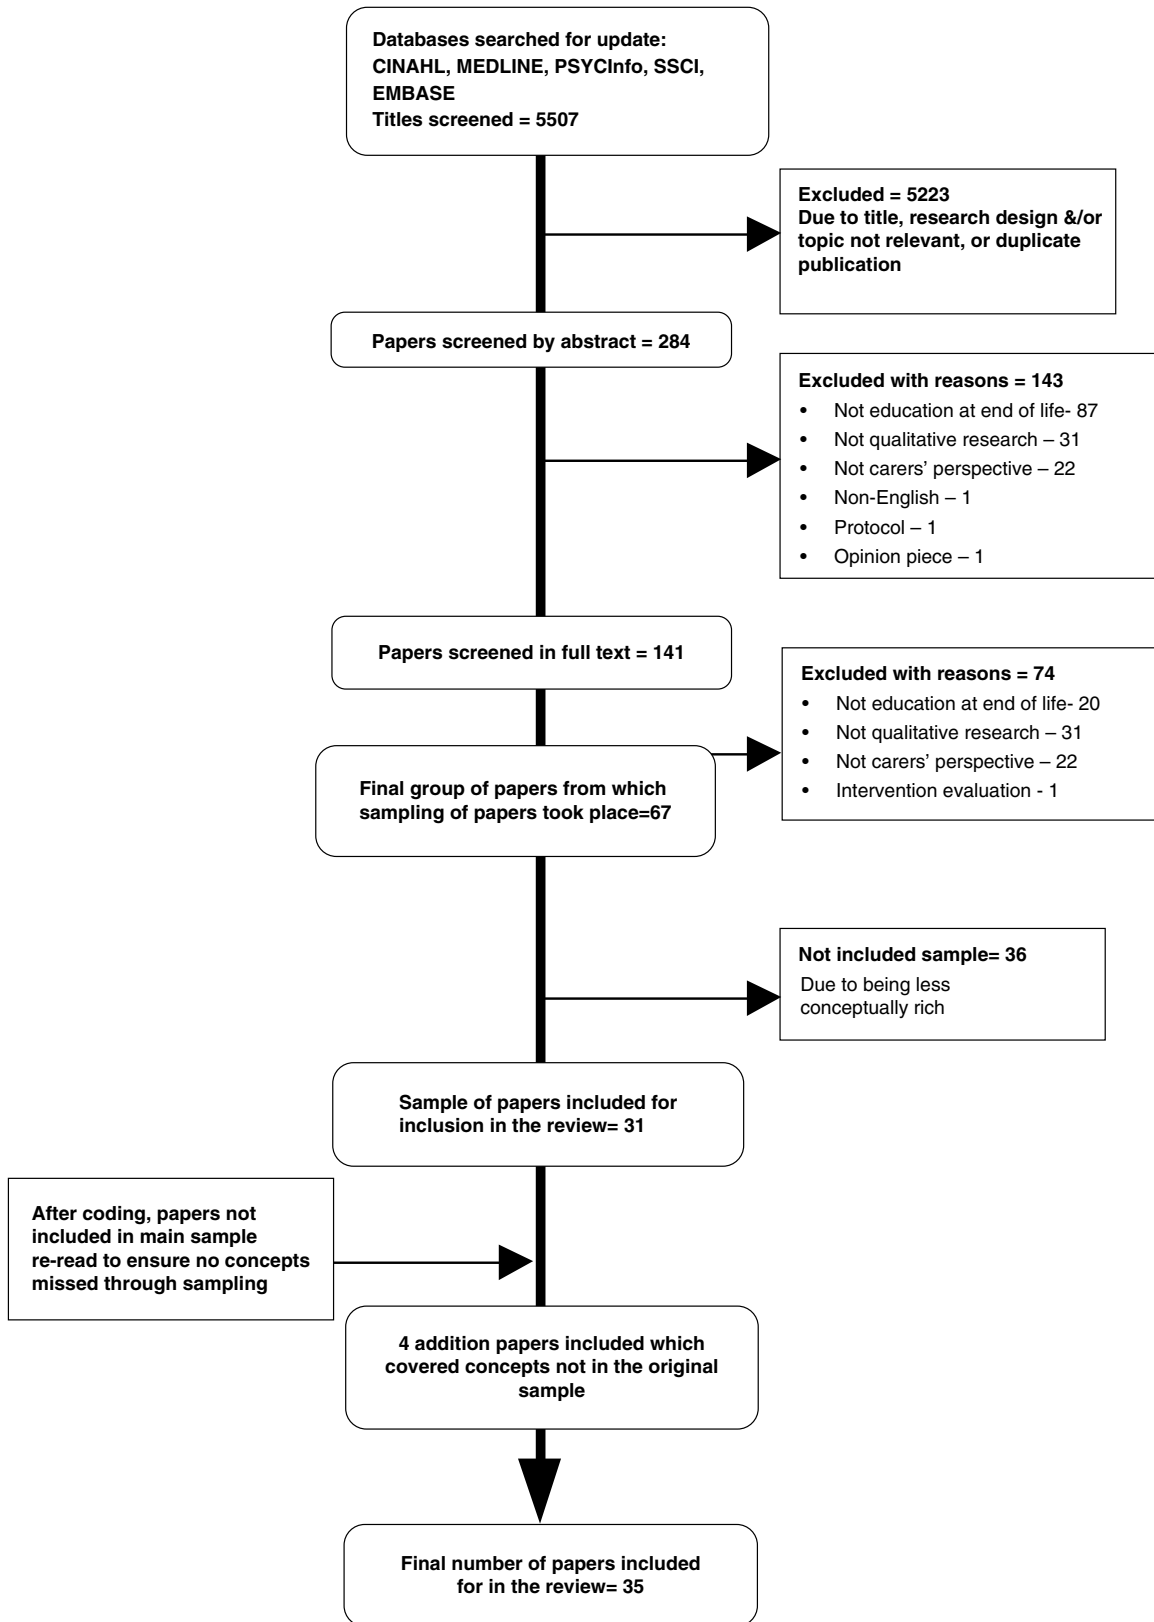 Databases searched for update:
CINAHL, MEDLINE, PSYCInfo, SSCI,
EMBASE
Titles screened = 5507
Excluded = 5223
Due to title, research design &/or
topic not relevant, or duplicate
publication
Papers screened by abstract = 284
Excluded with reasons = 143
• Not education at end of life- 87
• Not qualitative research – 31
• Not carers’ perspective – 22
• Non-English – 1
• Protocol – 1
• Opinion piece – 1
Papers screened in full text = 141
Excluded with reasons = 74
• Not education at end of life- 20
• Not qualitative research – 31
• Not carers’ perspective – 22
• Intervention evaluation - 1
Final group of papers from which
sampling of papers took place=67
Not included sample= 36
Due to being less
conceptually rich
Sample of papers included for
inclusion in the review= 31
After coding, papers not
included in main sample
re-read to ensure no concepts
missed through sampling
4 addition papers included which
covered concepts not in the original
sample
Final number of papers included
for in the review= 35